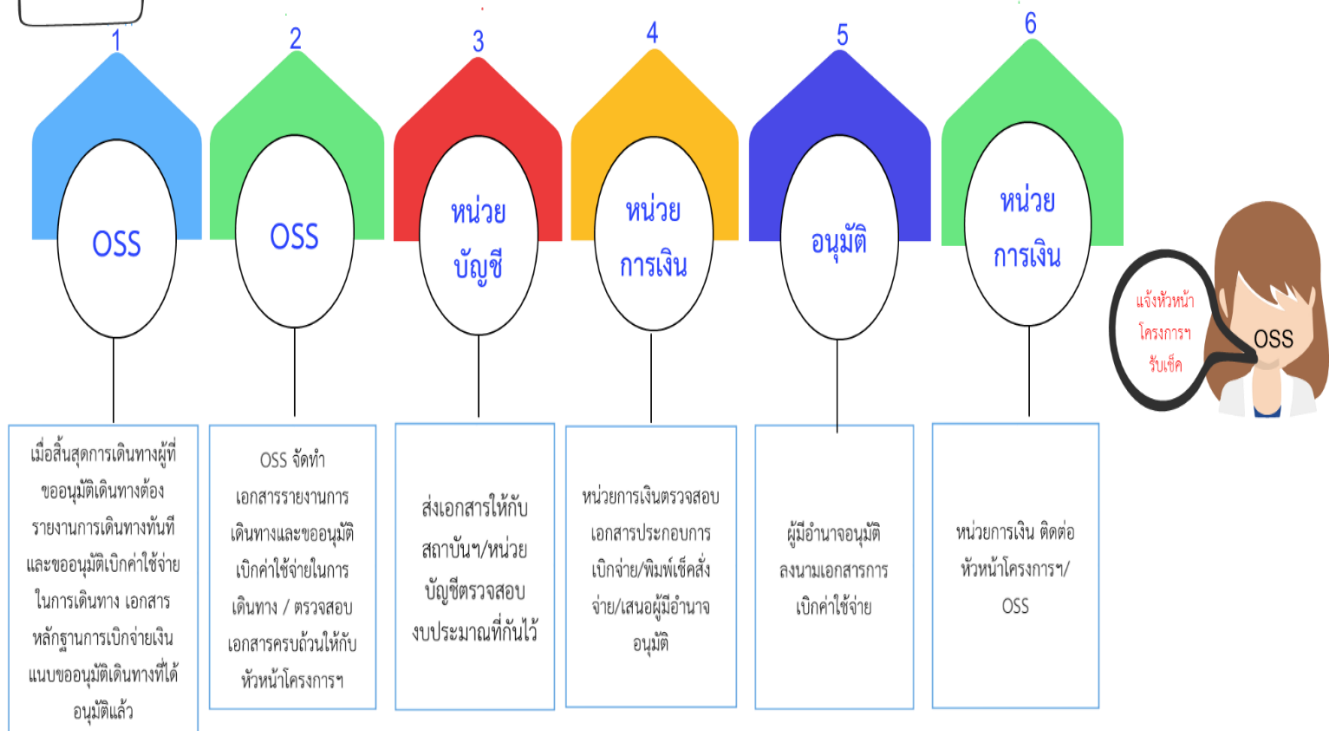 1
2
3
4
5
6
OSS
OSS
หน่วย
บัญชี
หน่วย
การเงิน
อนุมัติ
หน่วย
การเงิน
แจ้งหัวหน้า
โครงการฯ
รับเช็ค
OSS
เมื่อสิ้นสุดการเดินทางผู้ที่
ขออนุมัติเดินทางต้อง
รายงานการเดินทางทันที
และขออนุมัติเบิกค่าใช้จ่าย
ในการเดินทาง เอกสาร
หลักฐานการเบิกจ่ายเงิน
แนบขออนุมัติเดินทางที่ได้
อนุมัติแล้ว
OSS จัดทำ
เอกสารรายงานการ
เดินทางและขออนุมัติ
เบิกค่าใช้จ่ายในการ
เดินทาง / ตรวจสอบ
เอกสารครบถ้วนให้กับ
หัวหน้าโครงการฯ
ส่งเอกสารให้กับ
สถาบันฯ/หน่วย
บัญชีตรวจสอบ
งบประมาณที่กันไว้
หน่วยการเงินตรวจสอบ
เอกสารประกอบการ
เบิกจ่าย/พิมพ์เช็คสั่ง
จ่าย/เสนอผู้มีอำนาจ
อนุมัติ
ผู้มีอำนาจอนุมัติ
ลงนามเอกสารการ
เบิกค่าใช้จ่าย
หน่วยการเงิน ติดต่อ
หัวหน้าโครงการฯ/
OSS